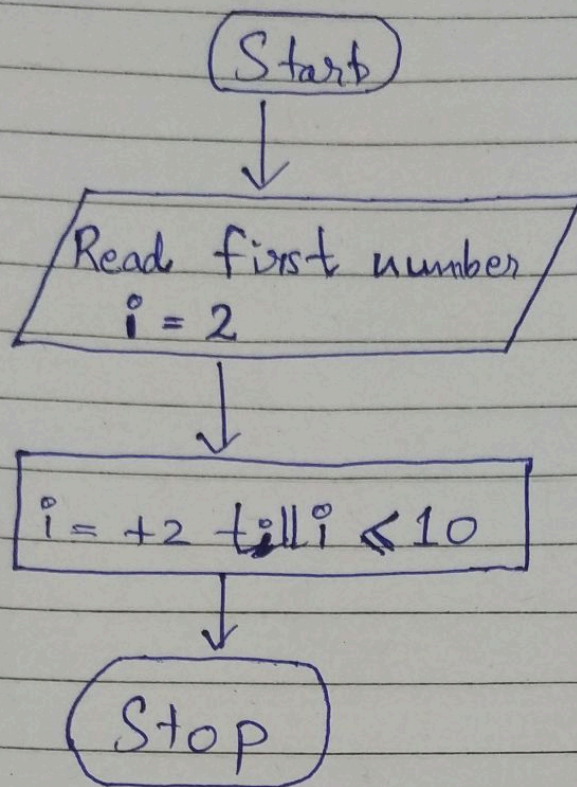 Start
Read first number
i = 2
i = +2 till i ≤ 10
Stop